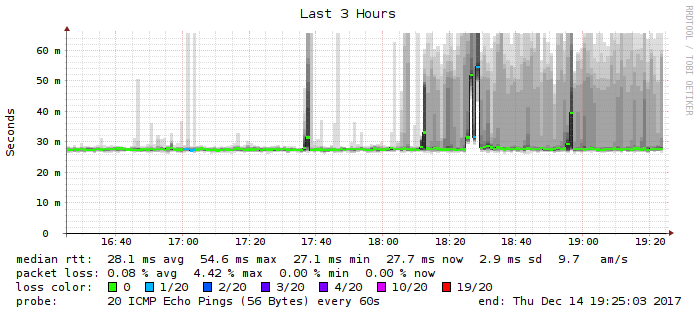 Last 3 Hours
RRDTOOL / TOBI OETIKER
Seconds
60 m
50 m
40 m
30 m
20 m
10 m
0
16:40 17:00 17:20 17:40 18:00 18:20 18:40 19:00 19:20
median rtt: 28.1 ms avg 54.6 ms max 27.1 ms min 27.7 ms now 2.9 ms sd 9.7 am/s
packet loss: 0.08 % avg 4.42 % max 0.00 % min 0.00 % now
loss color: 0 1/20 2/20 3/20 4/20 10/20 19/20
probe: 20 ICMP Echo Pings (56 Bytes) every 60s end: Thu Dec 14 19:25:03 2017